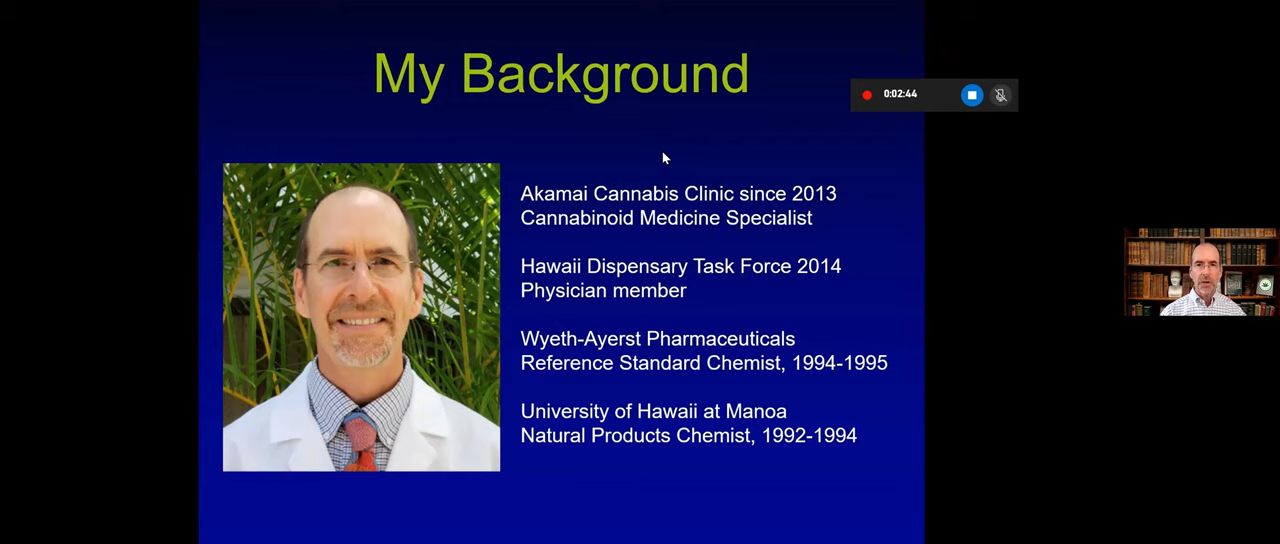 My Background
0:02:44
Akamai Cannabis Clinic since 2013
Cannabinoid Medicine Specialist
Hawaii Dispensary Task Force 2014
Physician member
Wyeth-Ayerst Pharmaceuticals
Reference Standard Chemist, 1994-1995
University of Hawaii at Manoa
Natural Products Chemist, 1992-1994